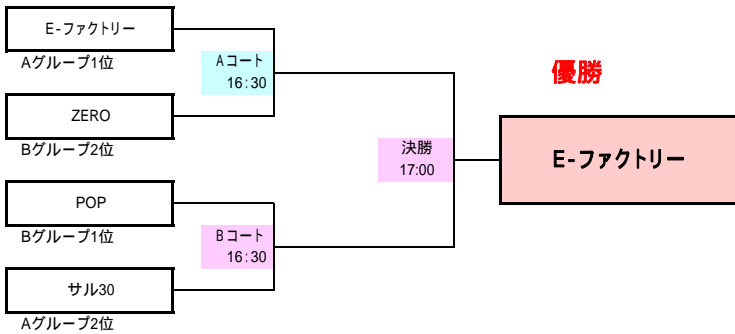 E-ファクトリー
Aグループ1位
Aコート
16:30
ZERO
Bグループ2位
優勝
決勝
17:00
E-ファクトリー
POP
Bグループ1位
Bコート
16:30
サル30
Aグループ2位